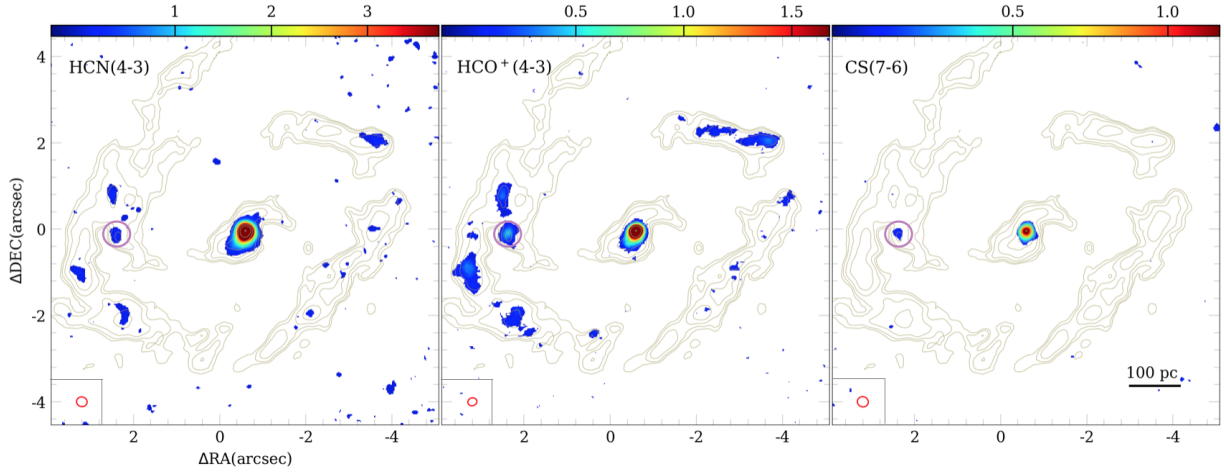 1 2 3 0.5 1.0 1.5 0.5 1.0
4 HCN(4-3) HCO+(4-3) CS(7-6)
2
0
-2
100 pc
-4
2 0 -2 -4 2 0 -2 -4 2 0 -2 -4
ΔDEC(arcsec)
ΔRA(arcsec)